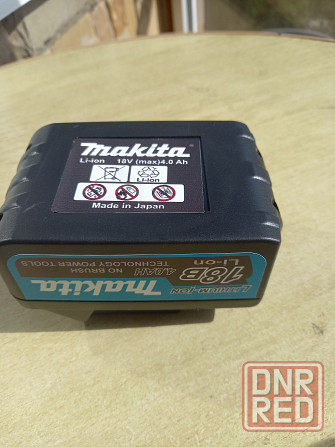 makita
Li-ion 18V (max)4.0 Ah
Li-ion
Made in Japan
makita
LITHIUM-ION
18B
Li-on
4.0AH
NO BRUSH
TECHNOLOGY POWER TOOLS
DNR
RED